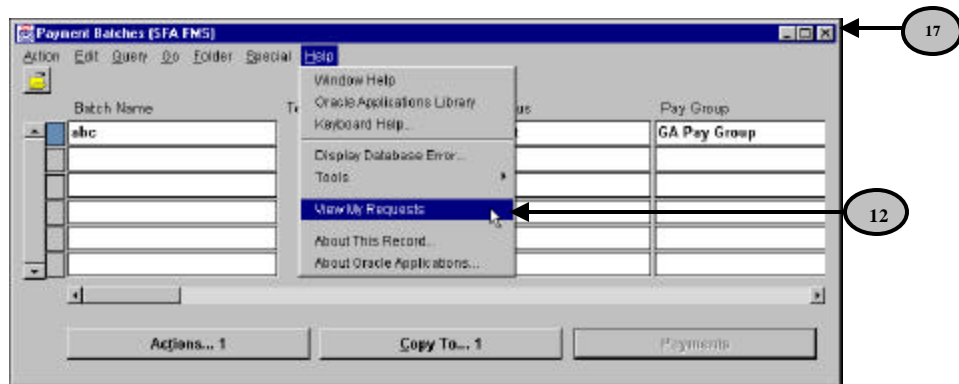 Payment Batches (SFA FMS)
17
Action Edit Query Go Folder Special Help
Window Help
Oracle Applications Library
Keyboard Help...
Display Database Error...
Tools
View My Requests
12
About This Record...
About Oracle Applications...
Batch Name Pay Group
abc GA Pay Group
Actions... 1 Copy To... 1 Payments